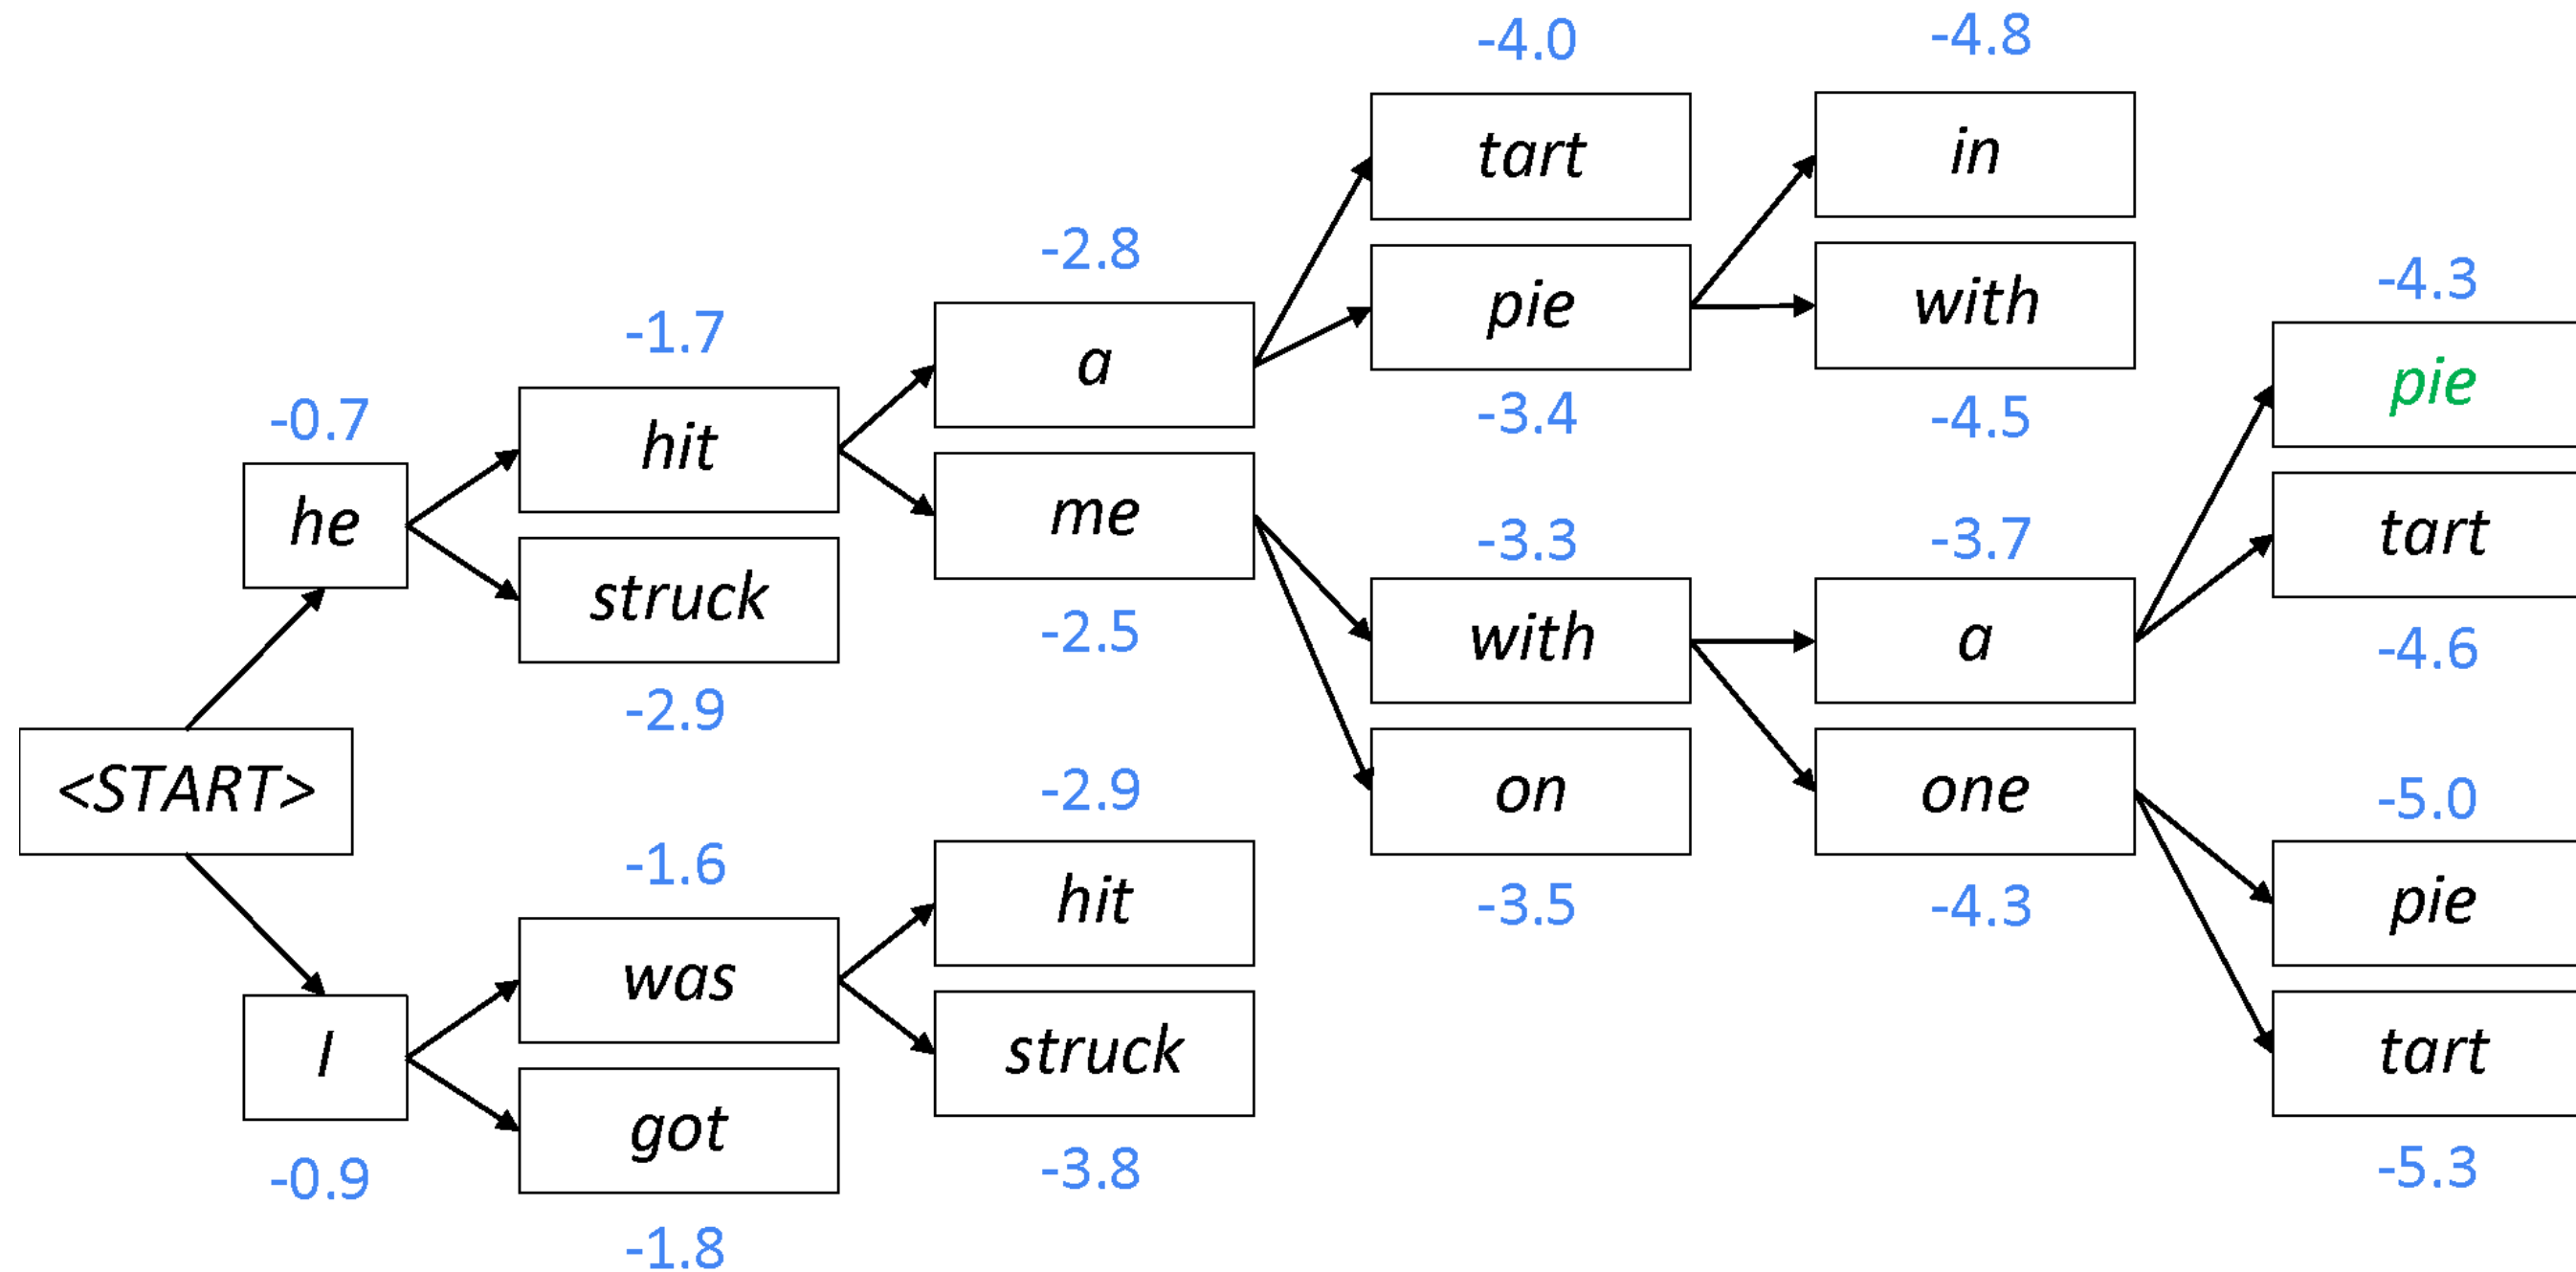 -4.0
-4.8
tart
in
-2.8
-4.3
pie
with
-1.7
a
pie
-0.7
hit
-3.4
-4.5
he
me
-3.3
-3.7
tart
struck
-2.5
with
a
-4.6
-2.9
<START>
-2.9
on
one
-5.0
-1.6
hit
-3.5
-4.3
pie
was
I
struck
tart
got
-0.9
-3.8
-5.3
-1.8